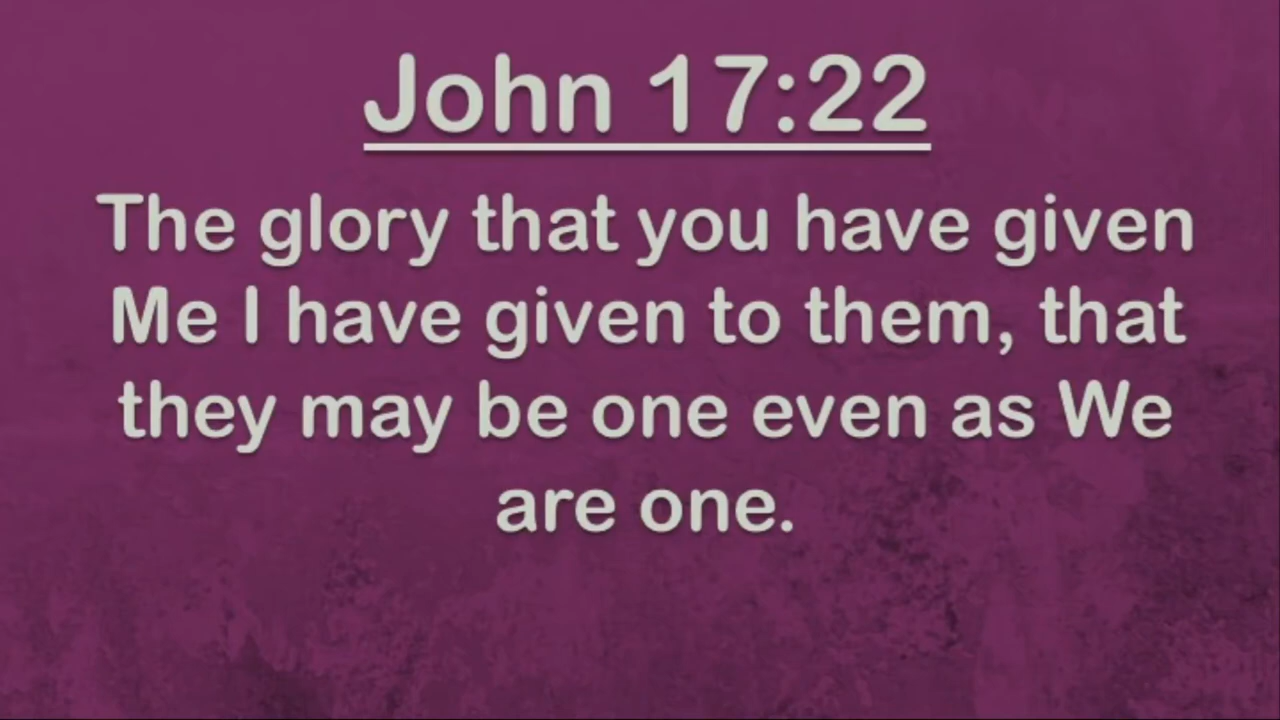 John 17:22
The glory that you have given
Me I have given to them, that
they may be one even as We
are one.